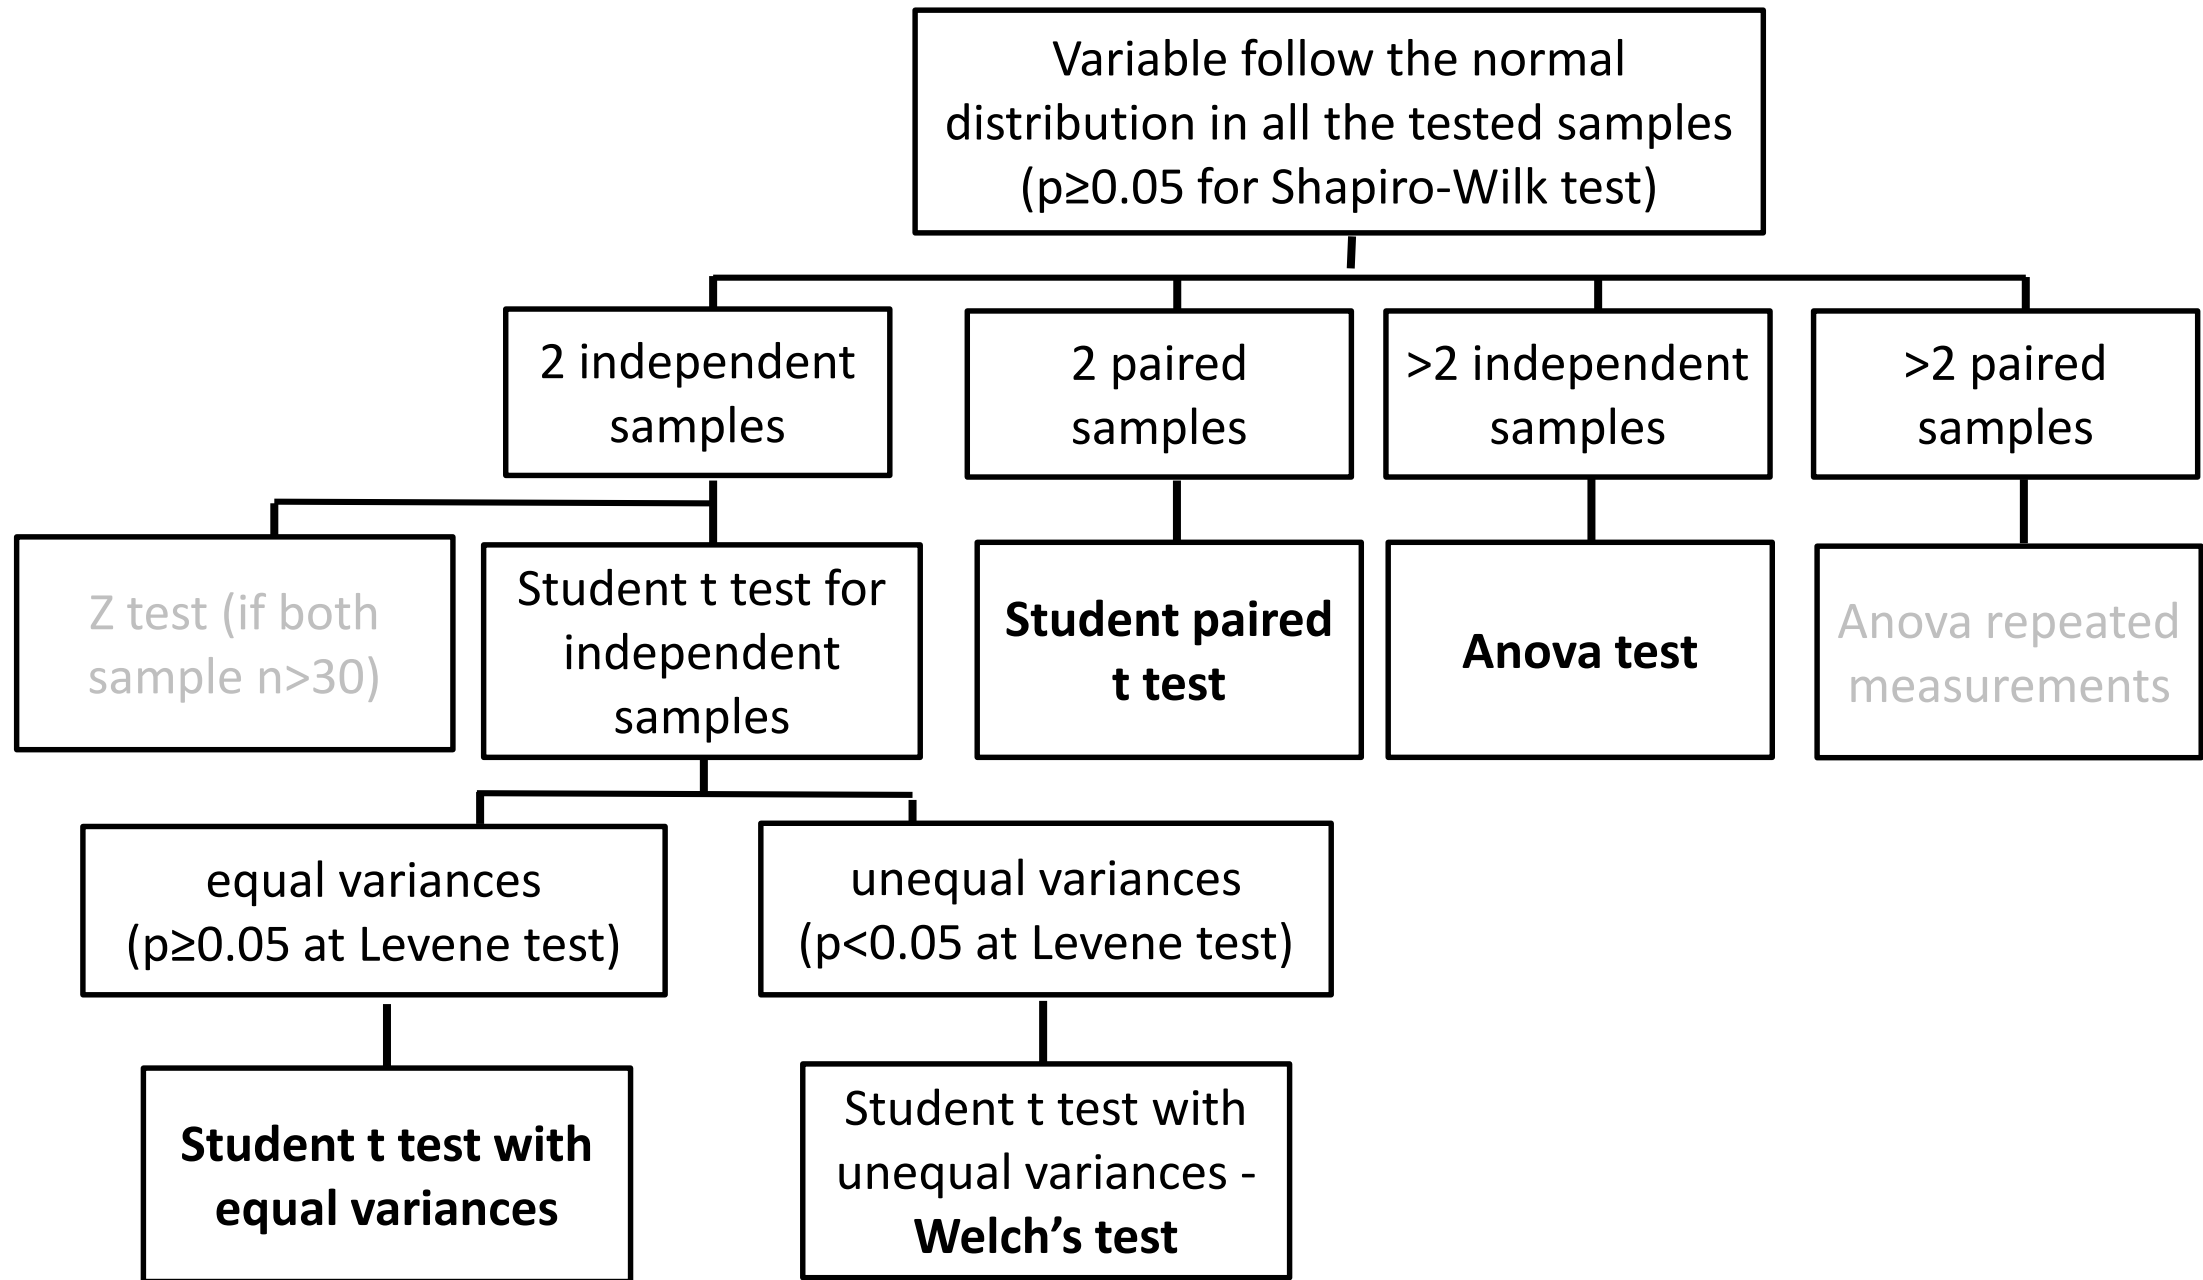 Variable follow the normal
distribution in all the tested samples
(p≥0.05 for Shapiro-Wilk test)
2 independent
samples
2 paired
samples
>2 independent
samples
>2 paired
samples
Z test (if both
sample n>30)
Student t test for
independent
samples
Student paired
t test
Anova test
Anova repeated
measurements
equal variances
(p≥0.05 at Levene test)
unequal variances
(p<0.05 at Levene test)
Student t test with
equal variances
Student t test with
unequal variances -
Welch’s test